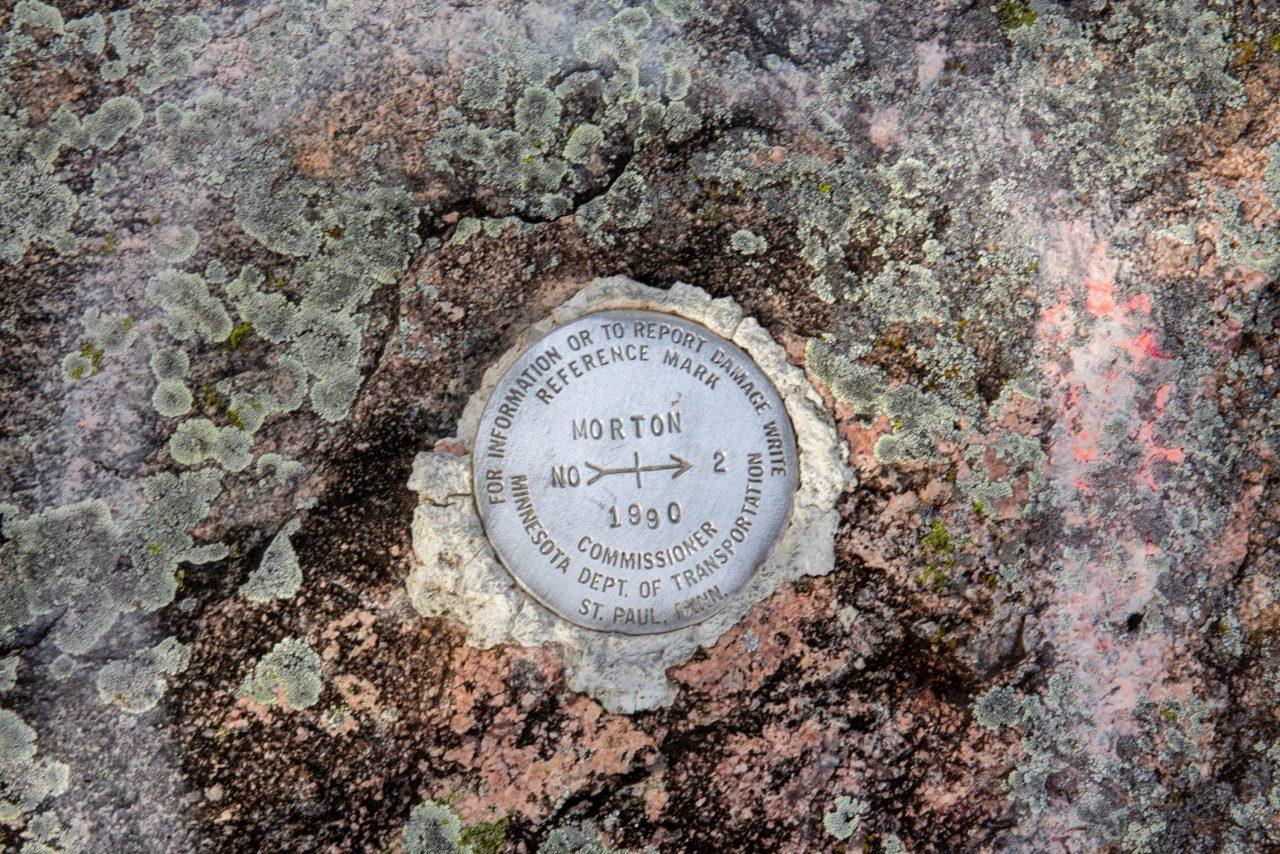 FOR INFORMATION OR TO REPORT DAMAGE WRITE
REFERENCE MARK
MORTON
NO 2
1990
COMMISSIONER
MINNESOTA DEPT. OF TRANSPORTATION
ST. PAUL, MINN.